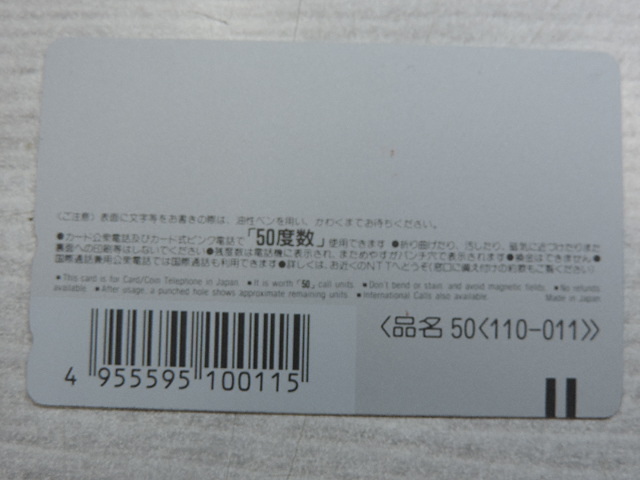 〈ご注意〉表面に文字等をお書きの際は、油性ペンを用い、かわくまでお待ちください。
●カード公衆電話及びカード式ピンク電話で「50度数」使用できます ●折り曲げたり、汚したり、磁気に近づけたりまた
裏面への印刷等はしないでください ●残度数は電話機に表示され、まためやすがパンチ穴で表示されます ●換金はできません ●
国際通話兼用公衆電話では国際通話も利用できます ●詳しくは、お近くのNTTへどうぞ(窓口に備え付けの約款もご覧ください)
●This card is for Card/Coin Telephone in Japan ●It is worth「50」call units. ●Don't bend or stain and avoid magnetic fields ●No refunds
available. ●After usage, a punched hole shows approximate remaining units ●International Calls also available. Made in Japan
〈品名 50〈110-011〉〉
4 955595 100115